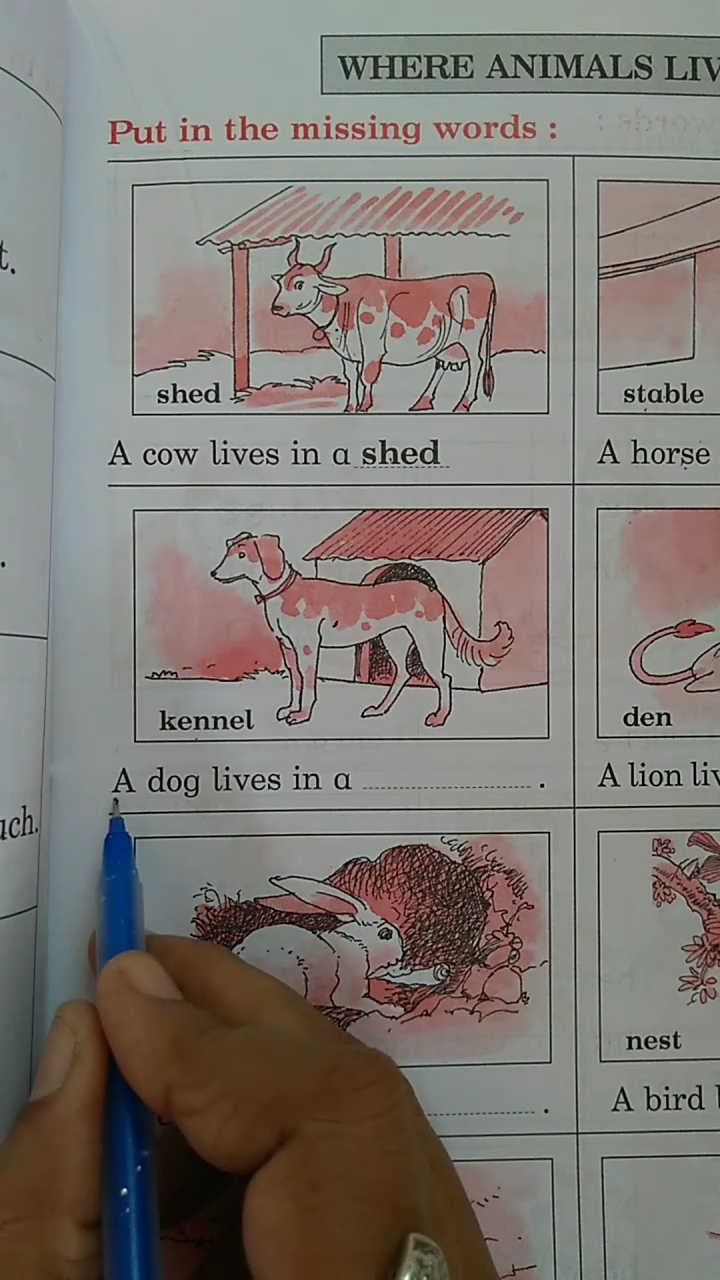 WHERE ANIMALS LIV
Put in the missing words :
shed
A cow lives in a shed
stable
A horse
kennel
A dog lives in a .
den
A lion liv
nest
A bird
t.
.
uch.